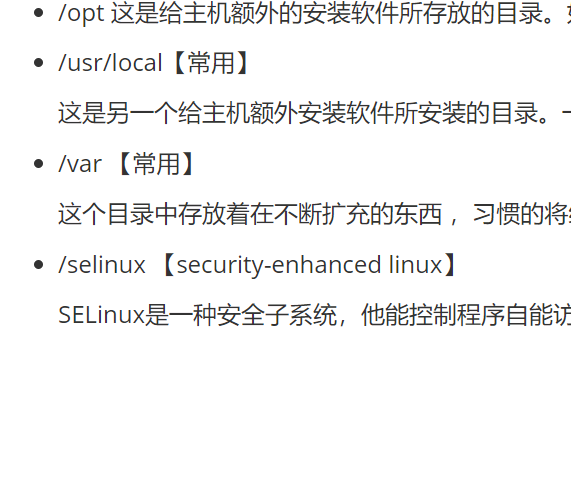 /opt 这是给主机额外的安装软件所存放的目录。
/usr/local【常用】
这是另一个给主机额外安装软件所安装的目录。一
/var 【常用】
这个目录中存放着在不断扩充的东西 ，习惯的将
/selinux 【security-enhanced linux】
SELinux是一种安全子系统，他能控制程序自能访